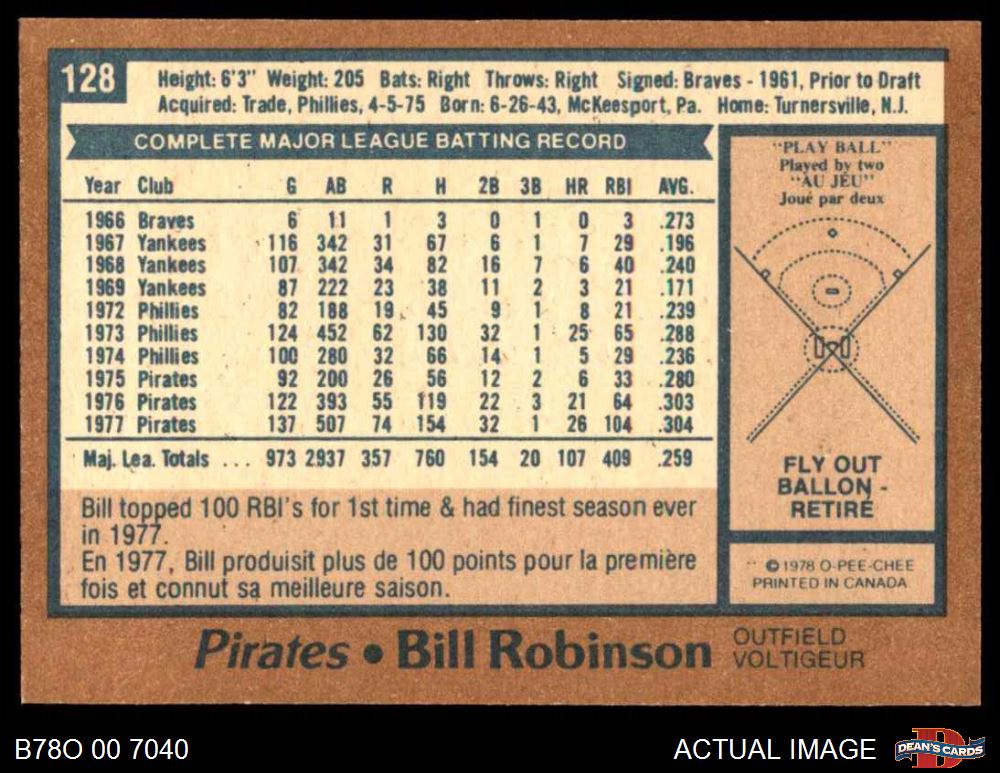 128
Height: 6'3" Weight: 205 Bats: Right Throws: Right Signed: Braves - 1961, Prior to Draft
Acquired: Trade, Phillies, 4-5-75 Born: 6-26-43, McKeesport, Pa. Home: Turnersville, N.J.
COMPLETE MAJOR LEAGUE BATTING RECORD
Year Club G AB R H 2B 3B HR RBI AVG.
1966 Braves 6 11 1 3 0 1 0 3 .273
1967 Yankees 116 342 31 67 6 1 7 29 .196
1968 Yankees 107 342 34 82 16 7 6 40 .240
1969 Yankees 87 222 23 38 11 2 3 21 .171
1972 Phillies 82 188 19 45 9 1 8 21 .239
1973 Phillies 124 452 62 130 32 1 25 65 .288
1974 Phillies 100 280 32 66 14 1 5 29 .236
1975 Pirates 92 200 26 56 12 2 6 33 .280
1976 Pirates 122 393 55 119 22 3 21 64 .303
1977 Pirates 137 507 74 154 32 1 26 104 .304
Maj. Lea. Totals ... 973 2937 357 760 154 20 107 409 .259
Bill topped 100 RBI's for 1st time & had finest season ever
in 1977.
En 1977, Bill produisit plus de 100 points pour la première
fois et connut sa meilleure saison.
"PLAY BALL"
Played by two
"AU JEU"
Joué par deux
FLY OUT
BALLON -
RETIRÉ
© 1978 O-PEE-CHEE
PRINTED IN CANADA
Pirates • Bill Robinson
OUTFIELD
VOLTIGEUR
B78O 00 7040
ACTUAL IMAGE
DEAN'S CARDS